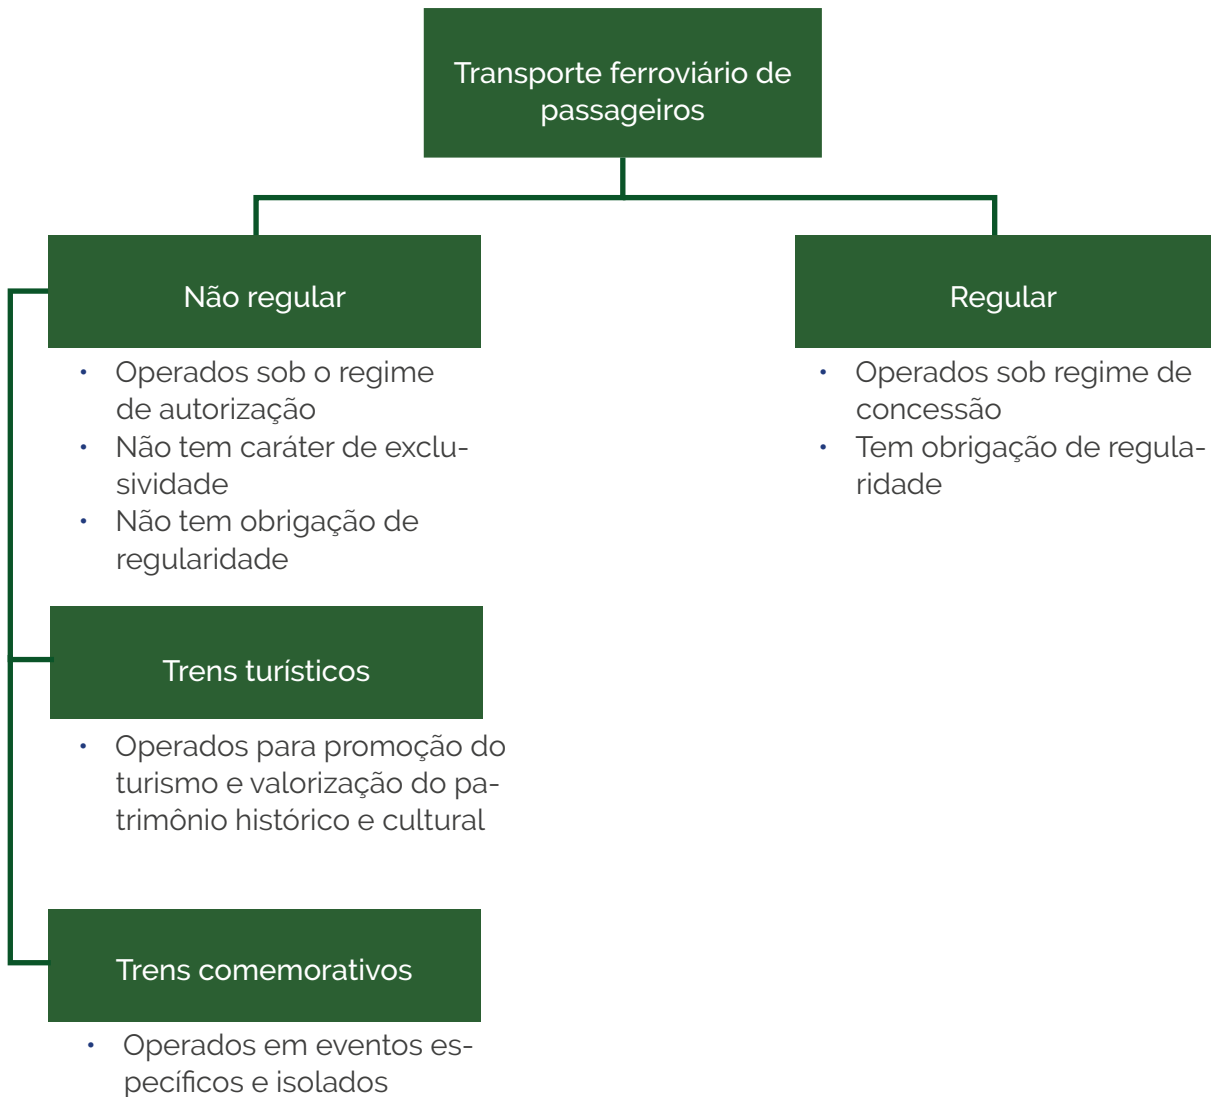 Transporte ferroviário de
passageiros
Não regular
• Operados sob o regime
de autorização
• Não tem caráter de exclu-
sividade
• Não tem obrigação de
regularidade
Trens turísticos
• Operados para promoção do
turismo e valorização do pa-
trimônio histórico e cultural
Trens comemorativos
• Operados em eventos es-
pecíficos e isolados
Regular
• Operados sob regime de
concessão
• Tem obrigação de regula-
ridade